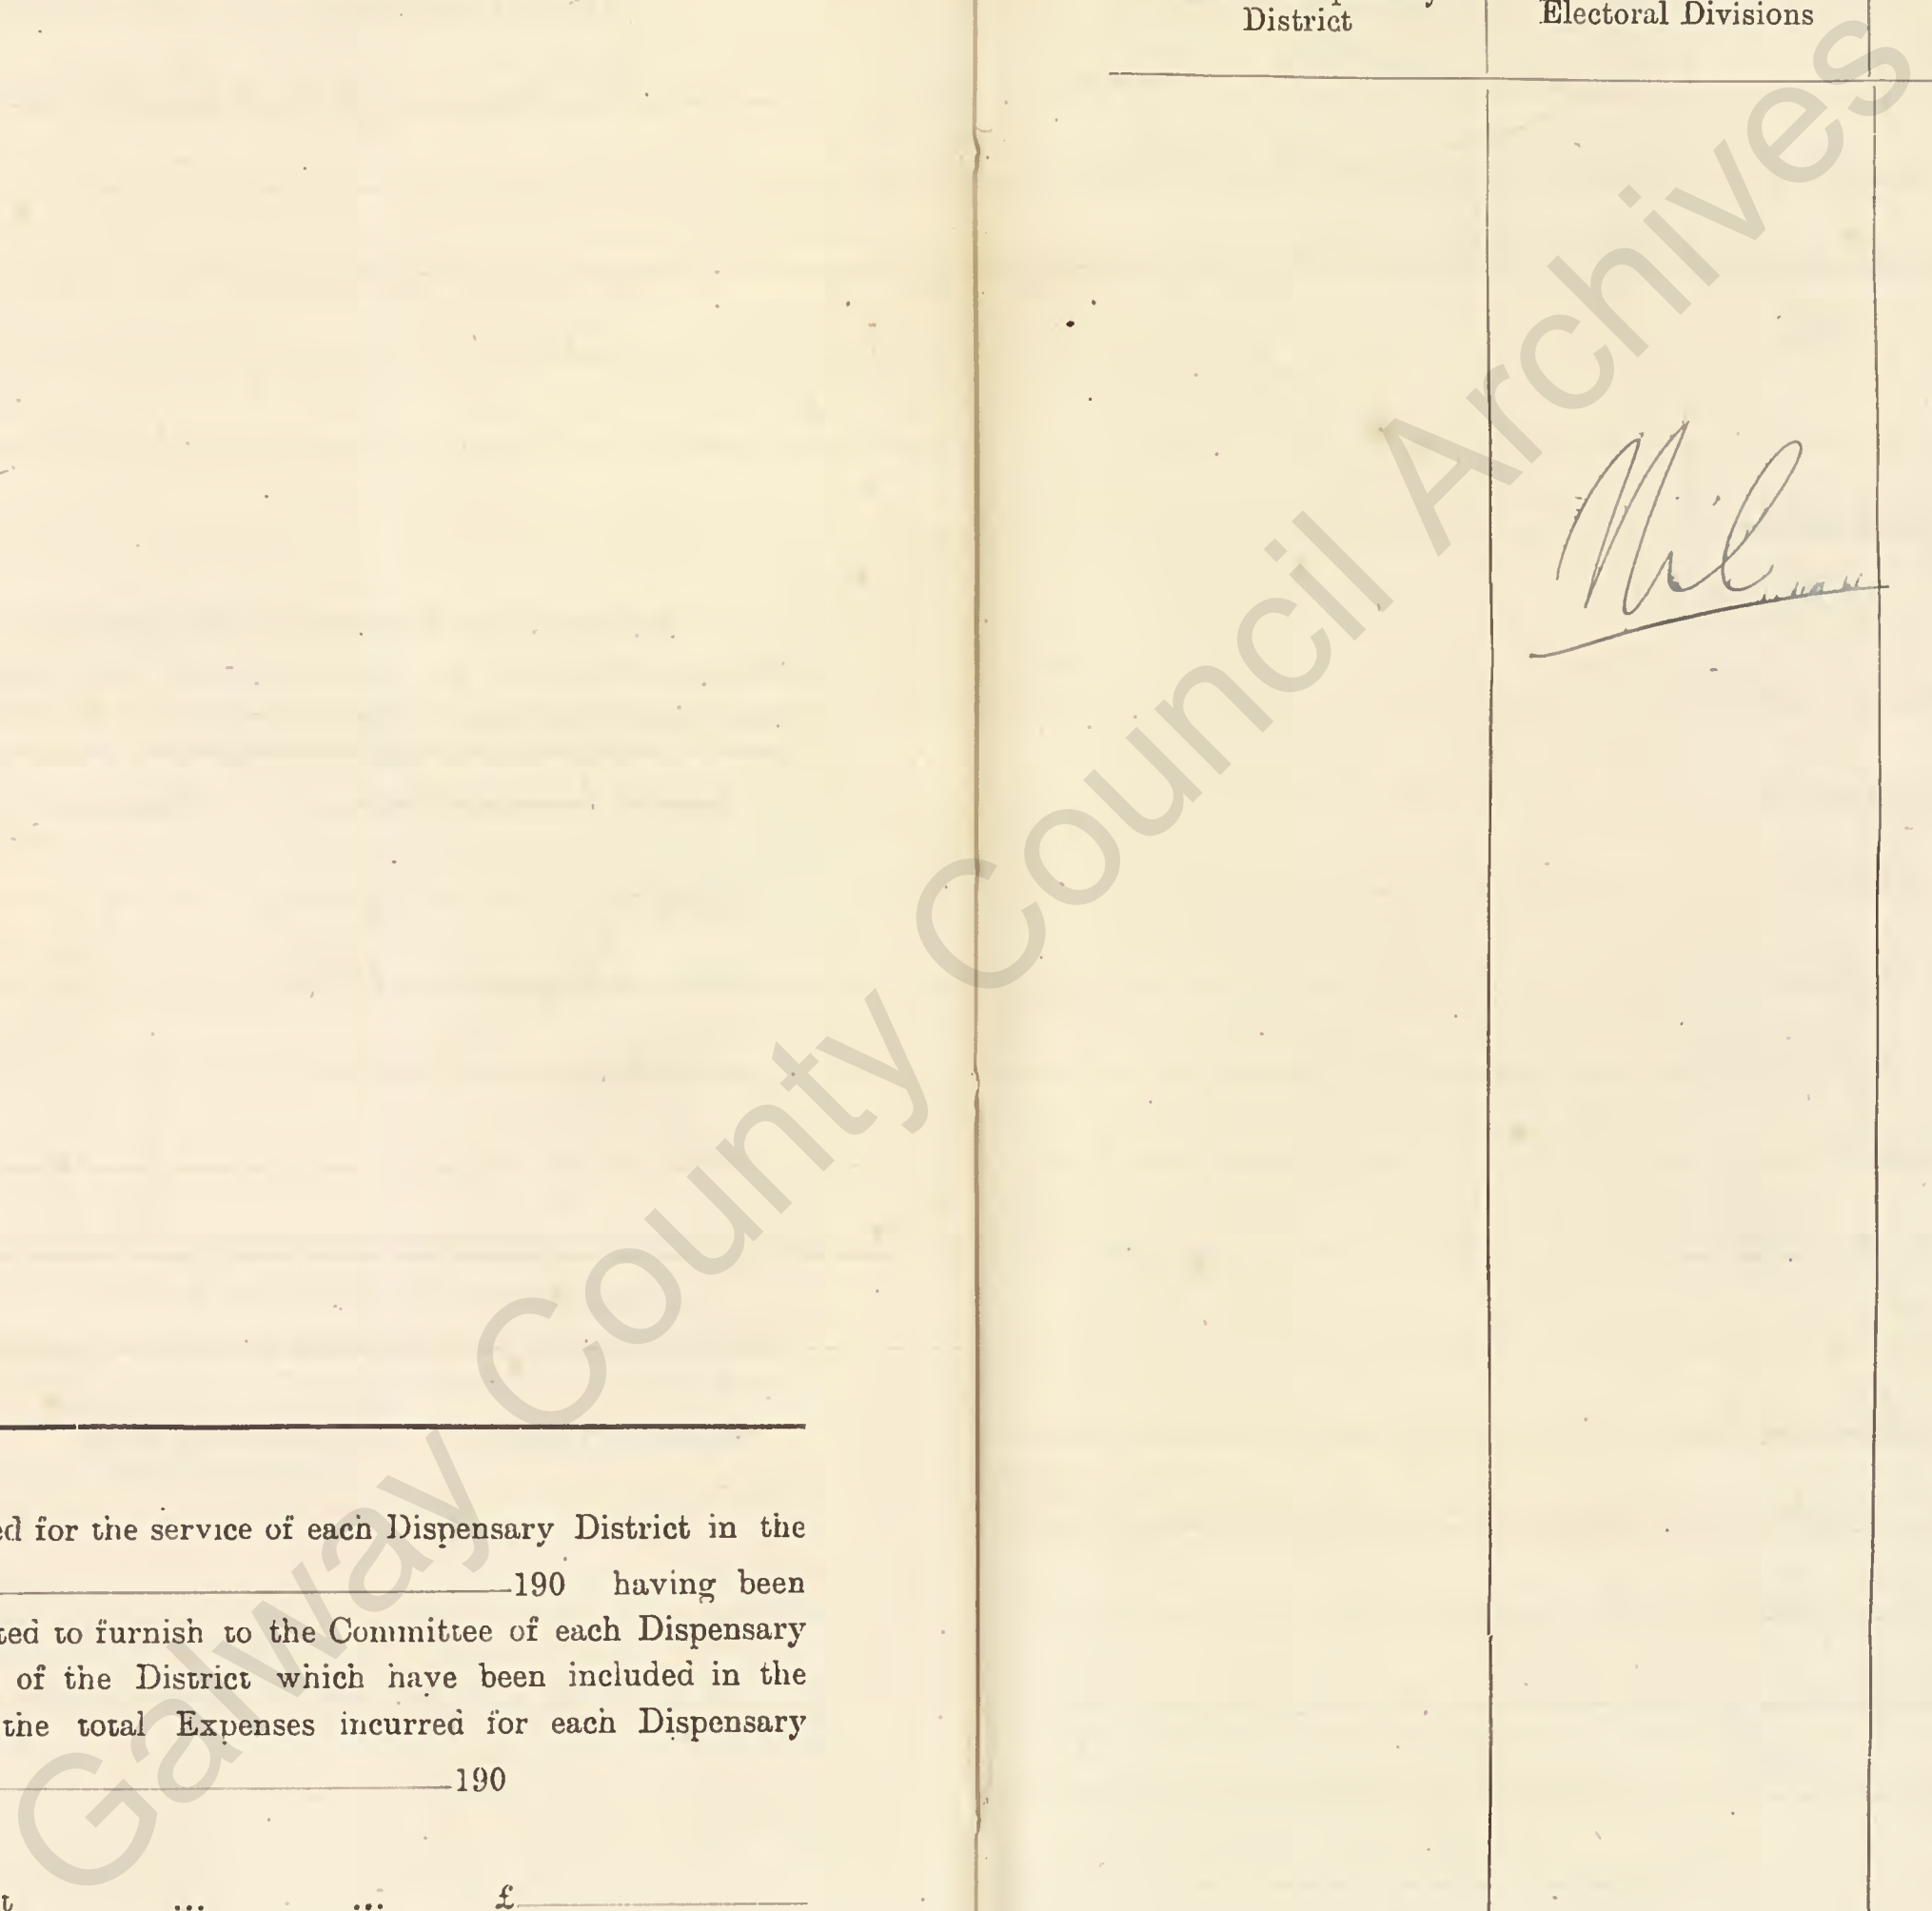 ed for the service of each Dispensary District in the
190 having been
ted to furnish to the Committee of each Dispensary
of the District which have been included in the
the total Expenses incurred for each Dispensary
190
t ... ... £
District
Electoral Divisions
Nil
Galway County Council Archives